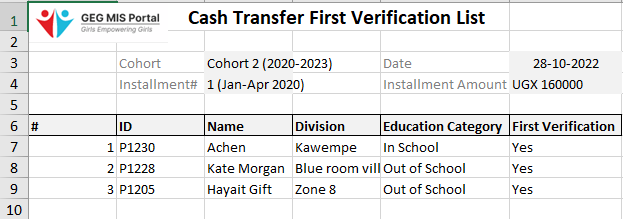 1 GEG MIS Portal Cash Transfer First Verification List
2 Girls Empowering Girls
3 Cohort Cohort 2 (2020-2023) Date 28-10-2022
4 Installment# 1 (Jan-Apr 2020) Installment Amount UGX 160000
5
6 # ID Name Division Education Category First Verification
7 1 P1230 Achen Kawempe In School Yes
8 2 P1228 Kate Morgan Blue room vill Out of School Yes
9 3 P1205 Hayait Gift Zone 8 Out of School Yes
10